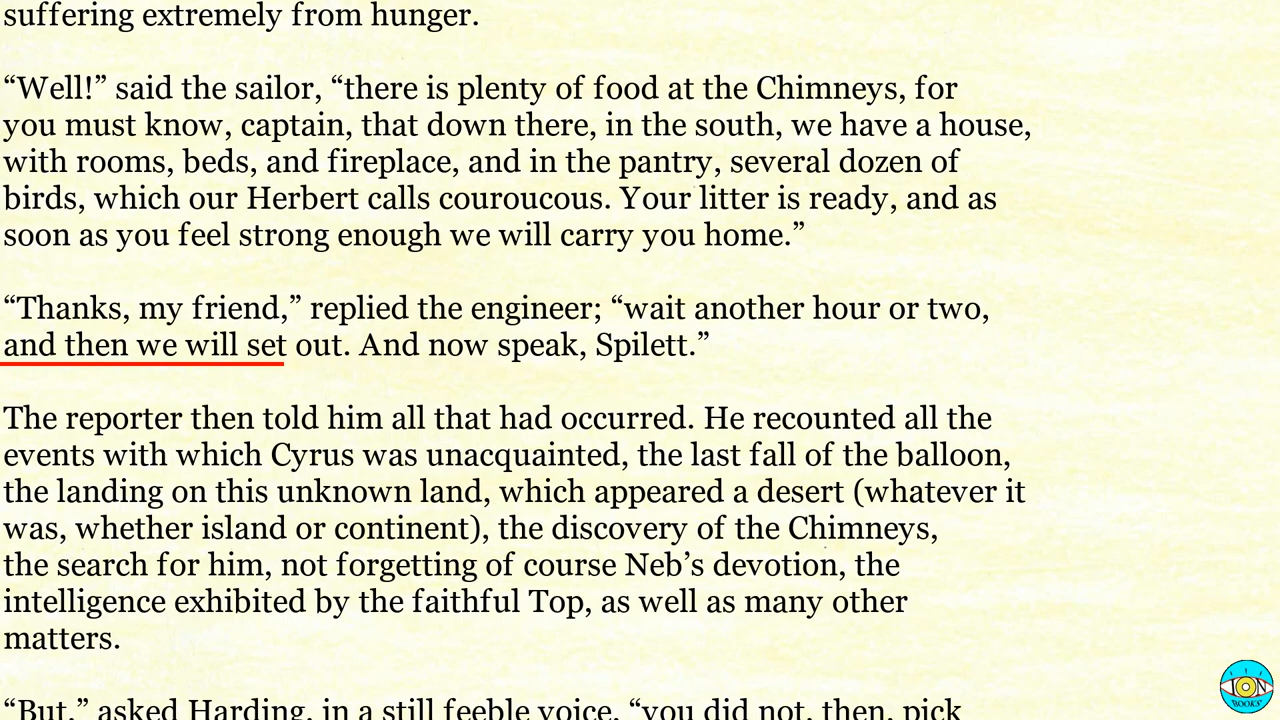 suffering extremely from hunger.
“Well!” said the sailor, “there is plenty of food at the Chimneys, for
you must know, captain, that down there, in the south, we have a house,
with rooms, beds, and fireplace, and in the pantry, several dozen of
birds, which our Herbert calls couroucous. Your litter is ready, and as
soon as you feel strong enough we will carry you home.”
“Thanks, my friend,” replied the engineer; “wait another hour or two,
and then we will set out. And now speak, Spilett.”
The reporter then told him all that had occurred. He recounted all the
events with which Cyrus was unacquainted, the last fall of the balloon,
the landing on this unknown land, which appeared a desert (whatever it
was, whether island or continent), the discovery of the Chimneys,
the search for him, not forgetting of course Neb’s devotion, the
intelligence exhibited by the faithful Top, as well as many other
matters.
“But,” asked Harding, in a still feeble voice, “you did not, then, pick
ION
BOOKS